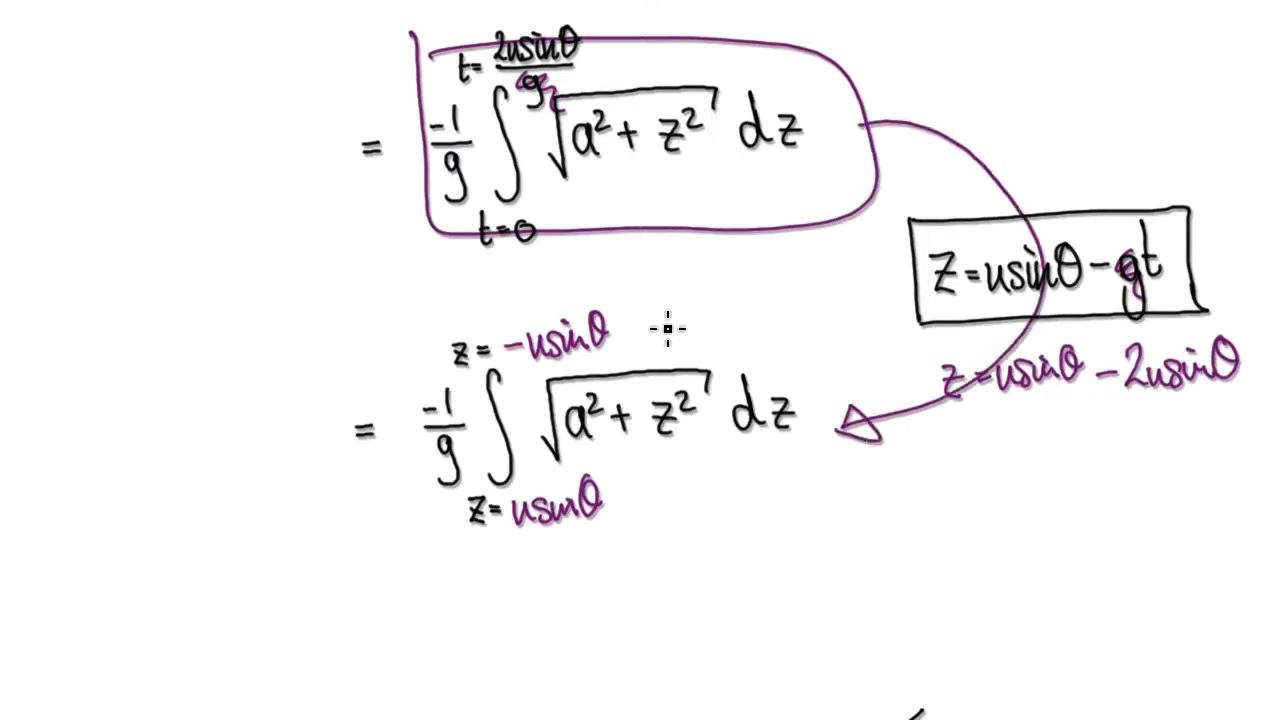 = -1/g ∫_{t=0}^{t=2usinθ/g} √(a² + z²) dz
z = usinθ - gt
z = usinθ - 2usinθ
= -1/g ∫_{z=usinθ}^{z=-usinθ} √(a² + z²) dz